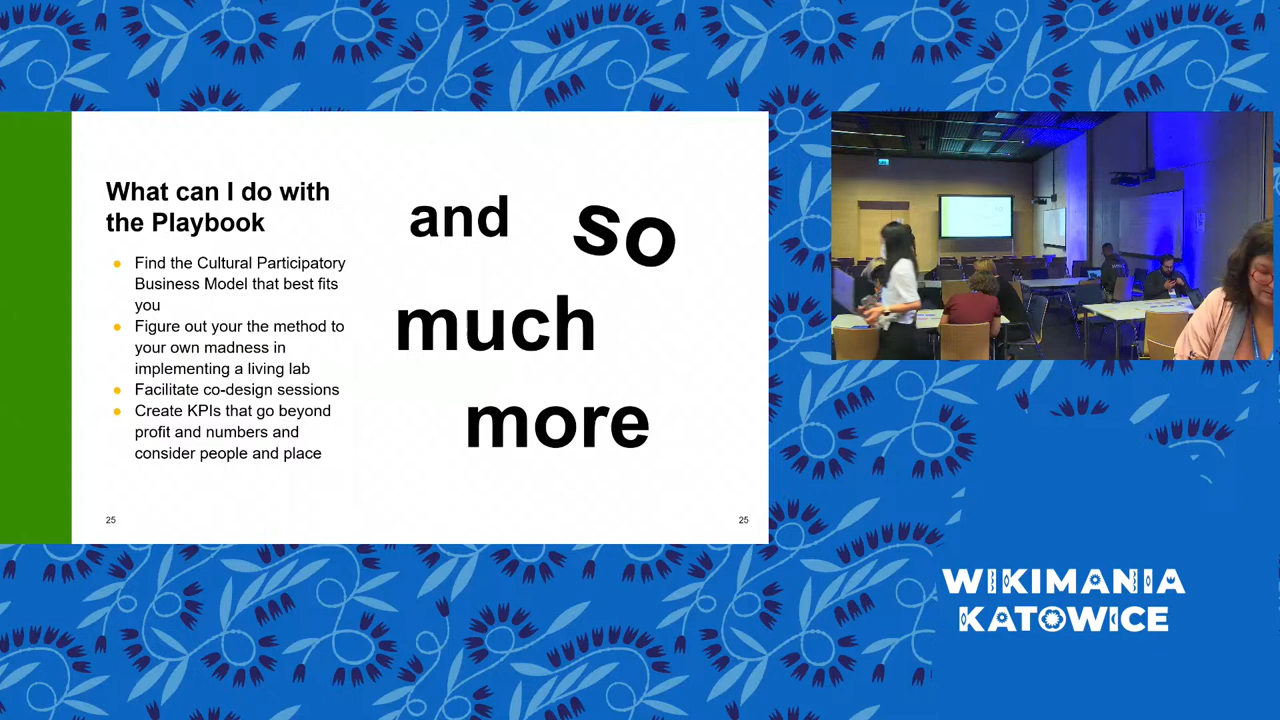 What can I do with
the Playbook
Find the Cultural Participatory
Business Model that best fits
you
Figure out your the method to
your own madness in
implementing a living lab
Facilitate co-design sessions
Create KPIs that go beyond
profit and numbers and
consider people and place
and so
much
more
25
25
WIKIMANIA
KATOWICE